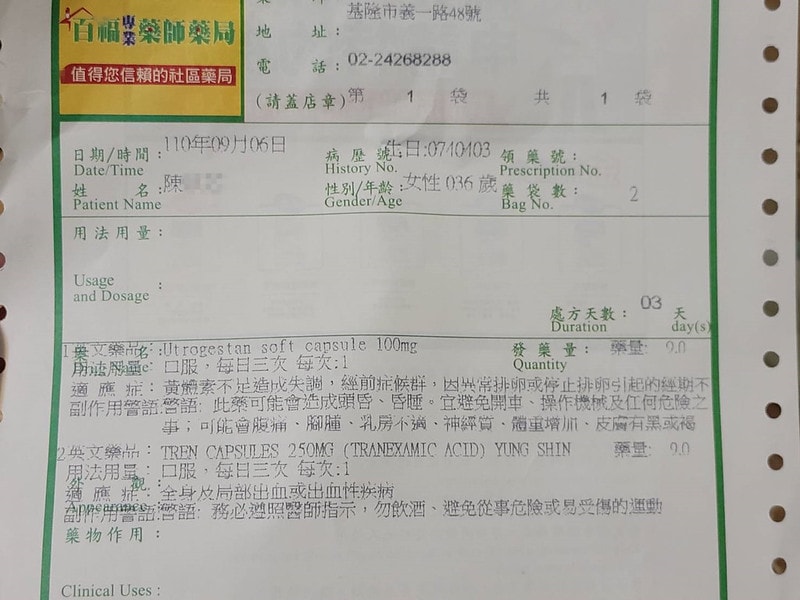 百福專業藥師藥局
值得您信賴的社區藥局
基隆市義一路48號
地 址：
電 話：02-24268288
(請蓋店章) 第 1 袋 共 1 袋
日期/時間：110年09月06日 病歷號 生日:0740403 領藥號：
Date/Time History No. Prescription No.
姓 名：陳 性別/年齡：女性 036 歲 藥袋數：2
Patient Name Gender/Age Bag No.
用法用量：
Usage
and Dosage：
處方天數：03 天
Duration day(s)
1英文藥品：Utrogestan soft capsule 100mg 發藥量：藥量： 9.0
Quantity
用法用量：口服，每日三次 每次:1
適應症：黃體素不足造成失調，經前症候群，因異常排卵或停止排卵引起的經期不
副作用警語:警語：此藥可能會造成頭昏、昏睡。宜避免開車、操作機械及任何危險之
事；可能會腹痛、腳腫、乳房不適、神經質、體重增加、皮膚有黑或褐
2英文藥品：TREN CAPSULES 250MG (TRANEXAMIC ACID) YUNG SHIN 藥量： 9.0
用法用量：口服，每日三次 每次:1
外 觀
適應症：全身及局部出血或出血性疾病
Appearance
副作用警語:警語：務必遵照醫師指示，勿飲酒、避免從事危險或易受傷的運動
藥物作用：
Clinical Uses：